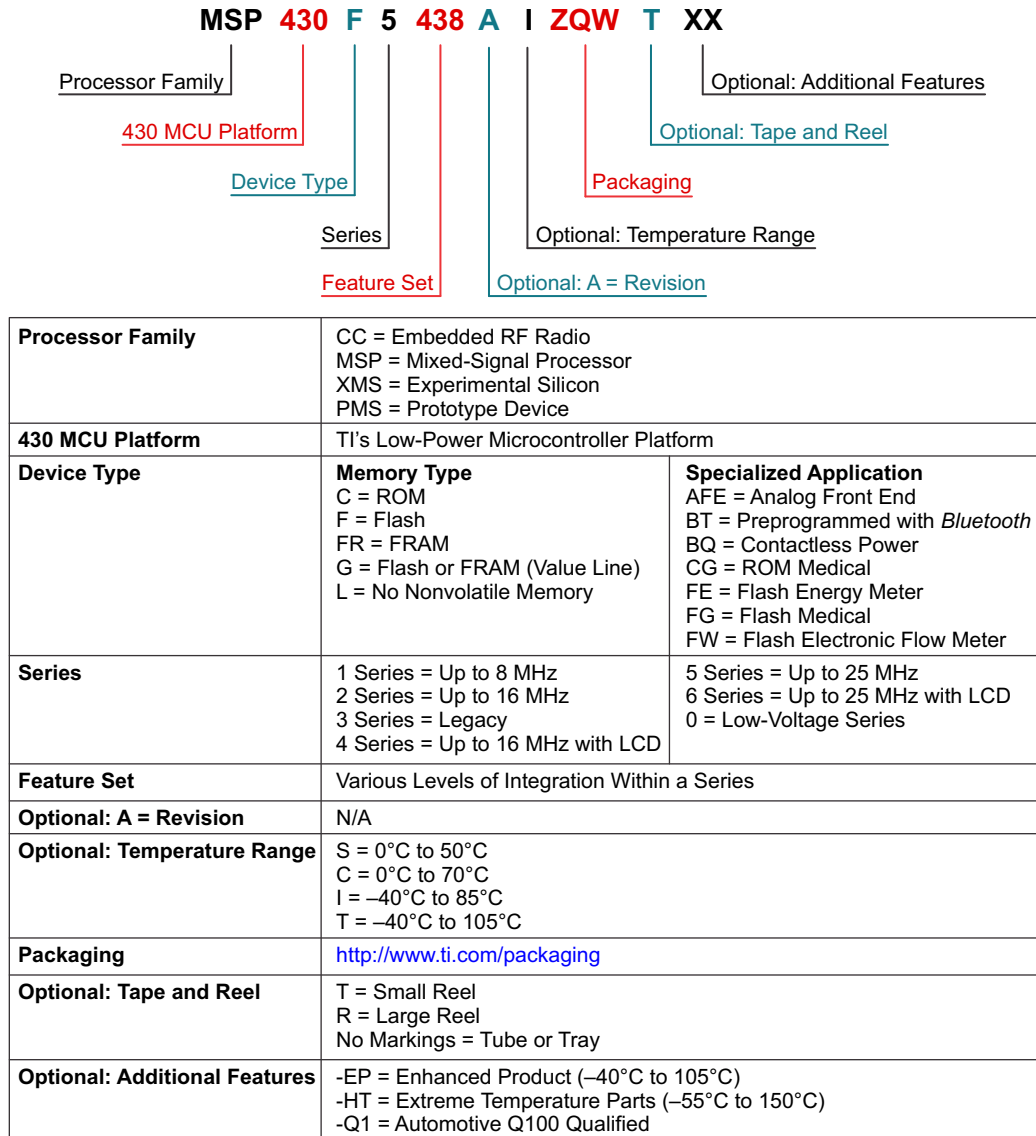 MSP 430 F 5 438 A I ZQW T XX
Processor Family
Optional: Additional Features
430 MCU Platform
Optional: Tape and Reel
Device Type
Packaging
Series
Optional: Temperature Range
Feature Set
Optional: A = Revision
Processor Family
CC = Embedded RF Radio
MSP = Mixed-Signal Processor
XMS = Experimental Silicon
PMS = Prototype Device
430 MCU Platform
TI's Low-Power Microcontroller Platform
Device Type
Memory Type
C = ROM
F = Flash
FR = FRAM
G = Flash or FRAM (Value Line)
L = No Nonvolatile Memory
Specialized Application
AFE = Analog Front End
BT = Preprogrammed with Bluetooth
BQ = Contactless Power
CG = ROM Medical
FE = Flash Energy Meter
FG = Flash Medical
FW = Flash Electronic Flow Meter
Series
1 Series = Up to 8 MHz
2 Series = Up to 16 MHz
3 Series = Legacy
4 Series = Up to 16 MHz with LCD
5 Series = Up to 25 MHz
6 Series = Up to 25 MHz with LCD
0 = Low-Voltage Series
Feature Set
Various Levels of Integration Within a Series
Optional: A = Revision
N/A
Optional: Temperature Range
S = 0°C to 50°C
C = 0°C to 70°C
I = –40°C to 85°C
T = –40°C to 105°C
Packaging
http://www.ti.com/packaging
Optional: Tape and Reel
T = Small Reel
R = Large Reel
No Markings = Tube or Tray
Optional: Additional Features
-EP = Enhanced Product (–40°C to 105°C)
-HT = Extreme Temperature Parts (–55°C to 150°C)
-Q1 = Automotive Q100 Qualified